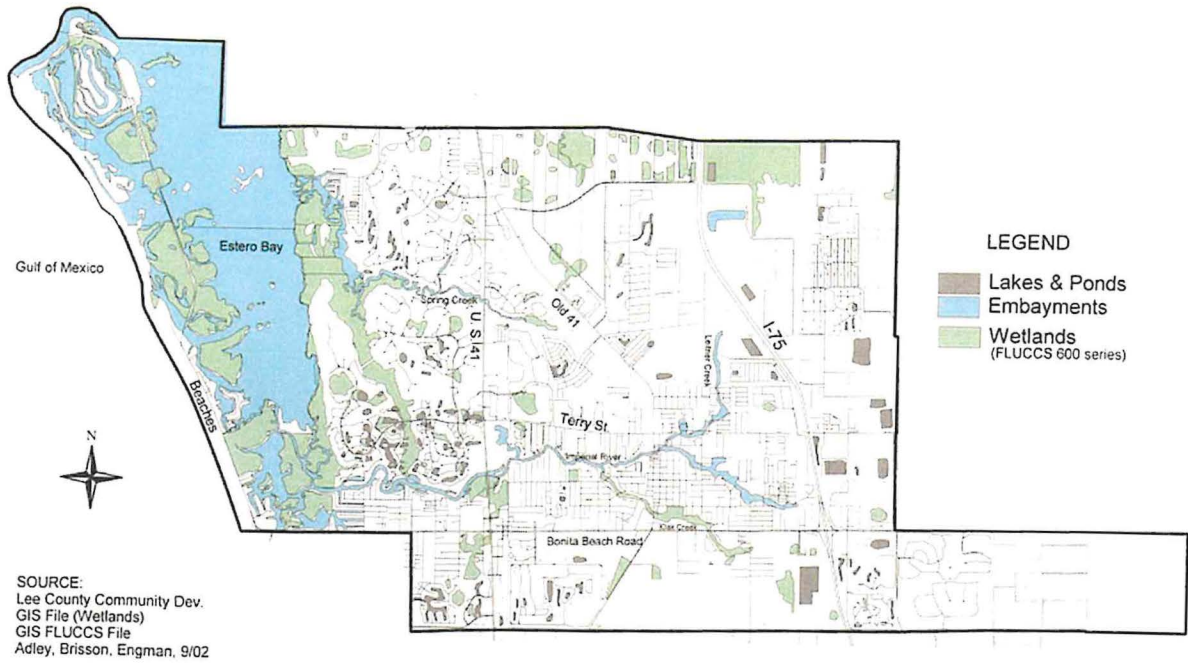 Gulf of Mexico
Estero Bay
Beaches
Spring Creek
U. S. 41
Old 41
I-75
Leitner Creek
Terry St.
Imperial River
Bonita Beach Road
N
LEGEND
Lakes & Ponds
Embayments
Wetlands
(FLUCCS 600 series)
SOURCE:
Lee County Community Dev.
GIS File (Wetlands)
GIS FLUCCS File
Adley, Brisson, Engman, 9/02